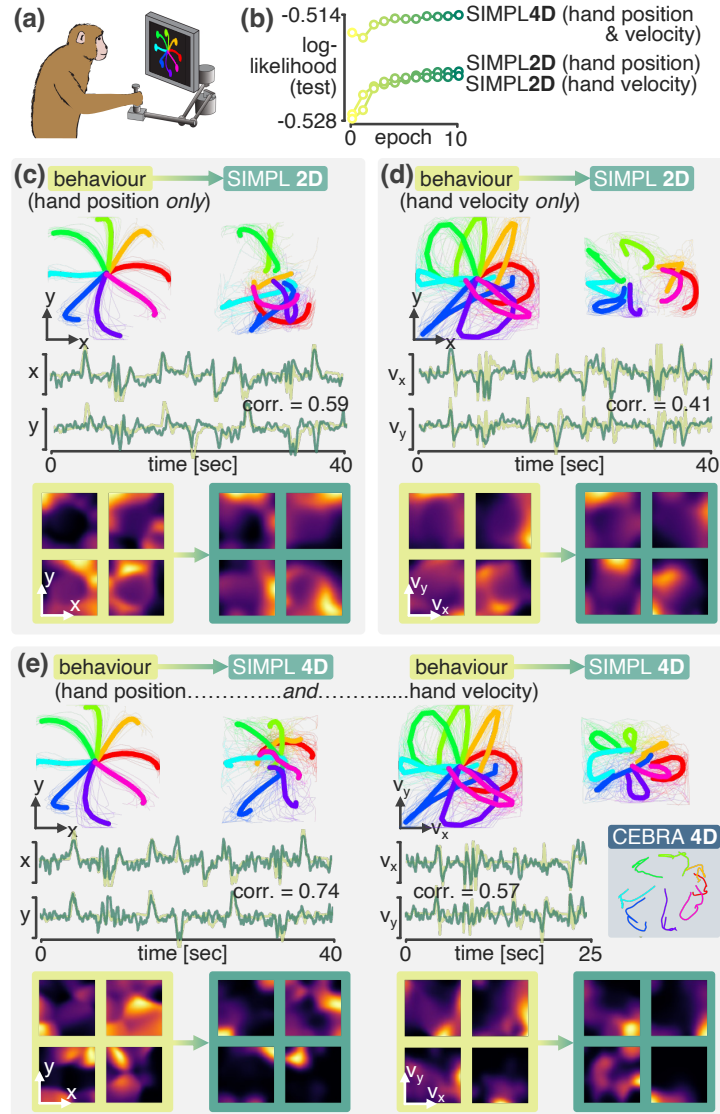 (a)
(b)
-0.514
log-
likelihood
(test)
-0.528
0
epoch
10
SIMPL4D (hand position
& velocity)
SIMPL2D (hand position)
SIMPL2D (hand velocity)
(c)
behaviour
SIMPL 2D
(hand position only)
y
x
x
y
corr. = 0.59
0
time [sec]
40
y
x
(d)
behaviour
SIMPL 2D
(hand velocity only)
y
x
vx
vy
corr. = 0.41
0
time [sec]
40
vy
vx
(e)
behaviour
SIMPL 4D
behaviour
SIMPL 4D
(hand position..............and............….hand velocity)
y
x
x
y
corr. = 0.74
0
time [sec]
40
y
x
vy
vx
vx
vy
corr. = 0.57
0
time [sec]
25
CEBRA 4D
vy
vx